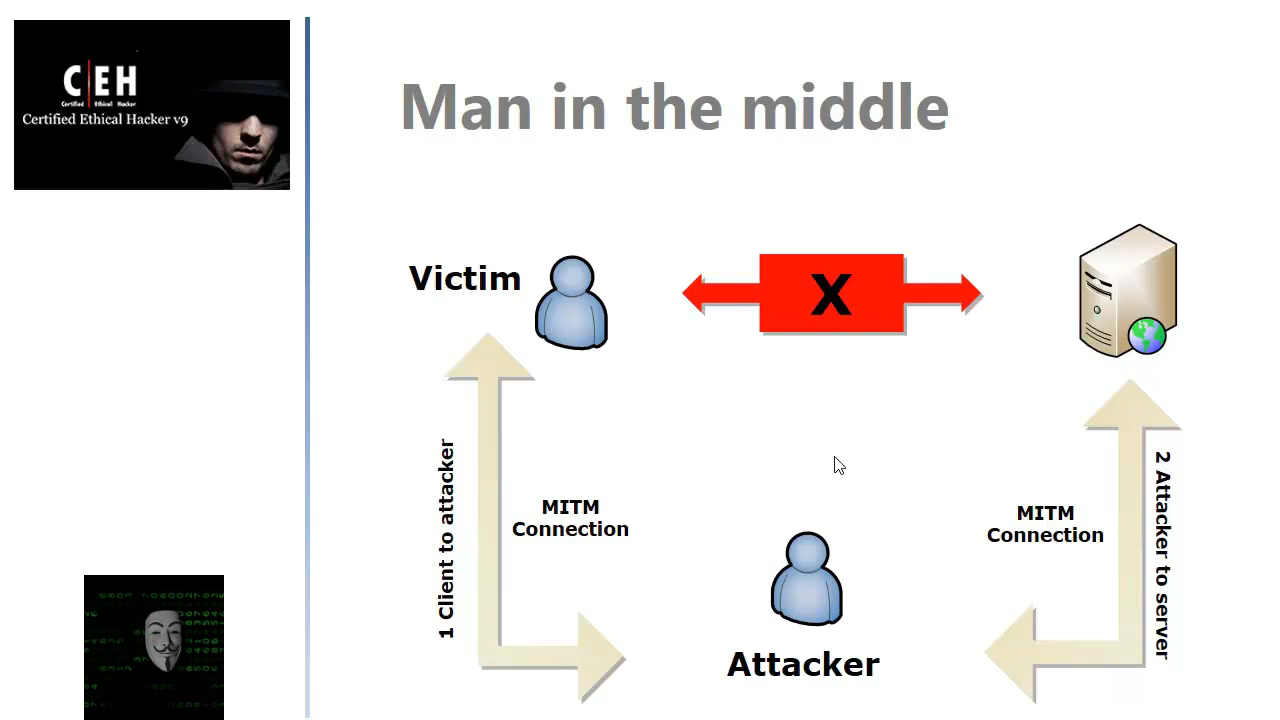 C|EH
Certified Ethical Hacker
Certified Ethical Hacker v9
Man in the middle
Victim
X
1 Client to attacker
MITM
Connection
MITM
Connection
2 Attacker to server
Attacker